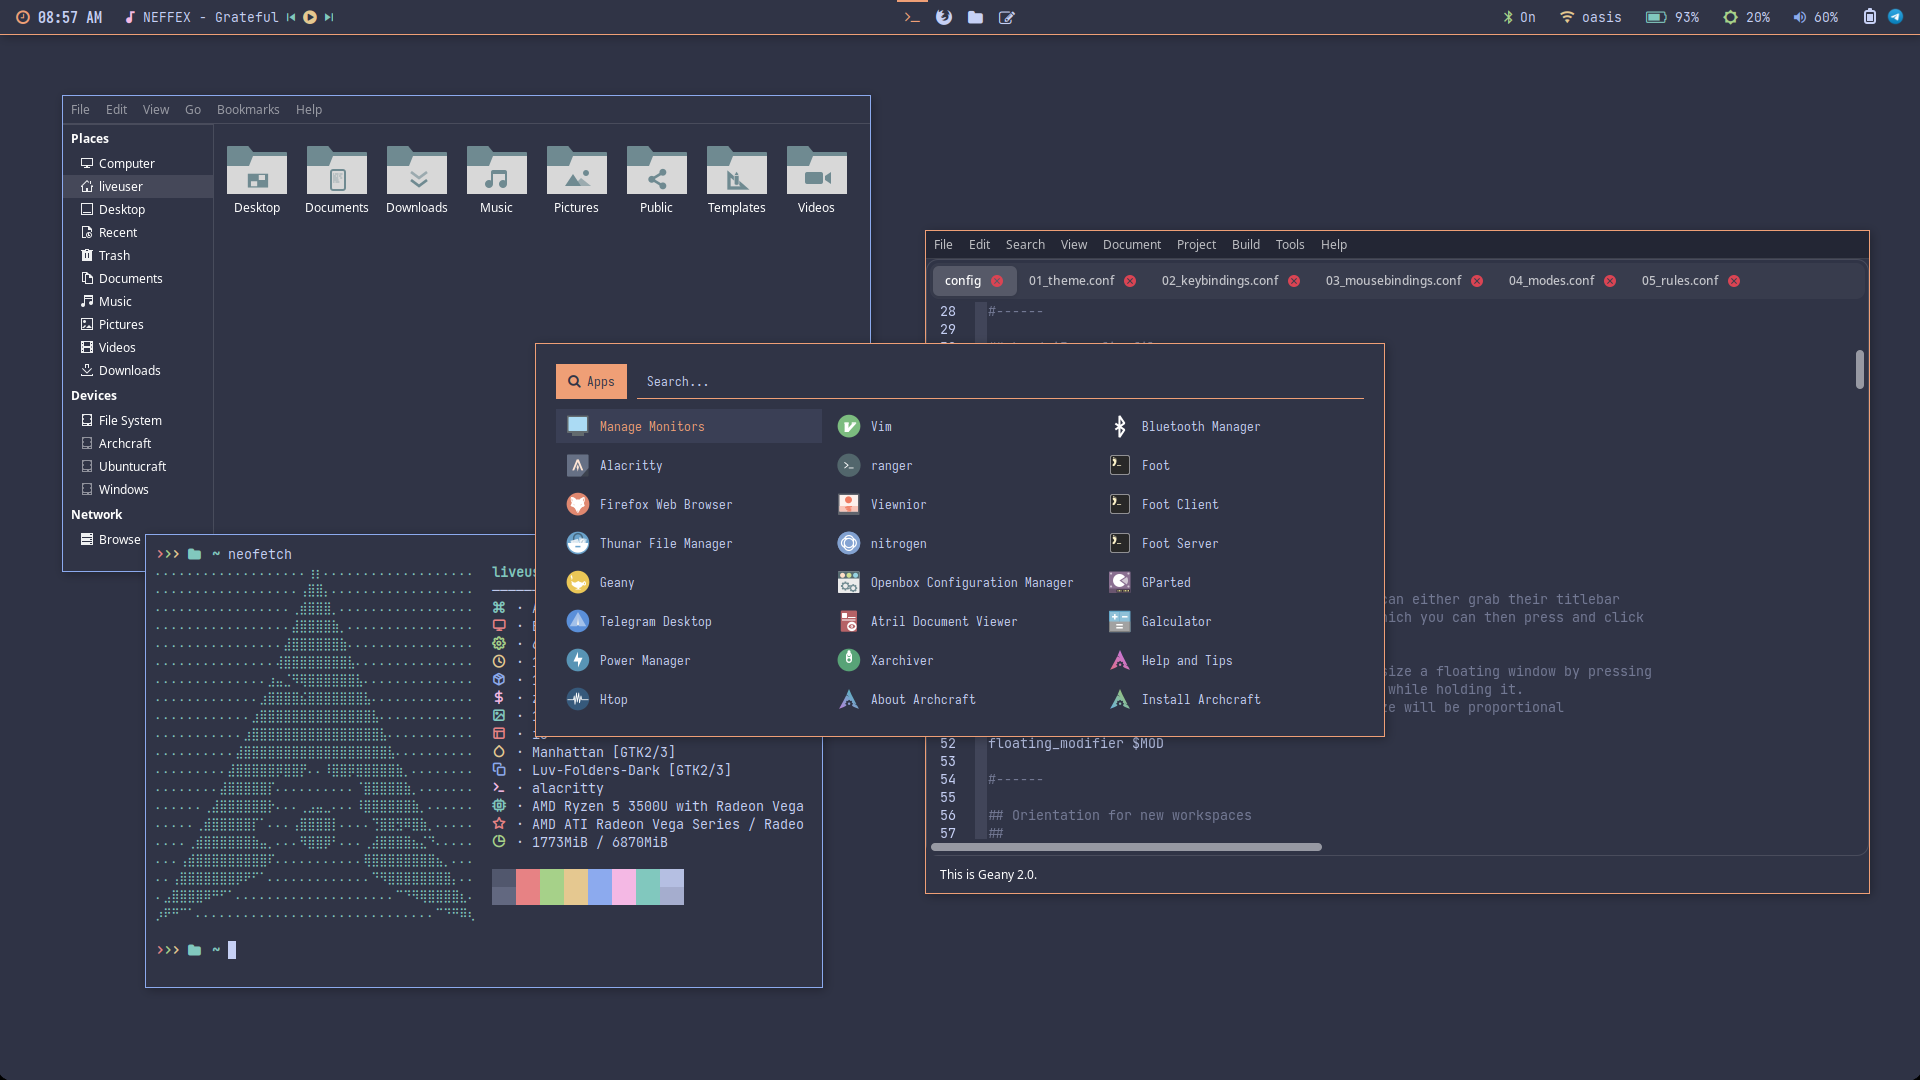 08:57 AM
NEFFEX - Grateful
On
oasis
93%
20%
60%
File Edit View Go Bookmarks Help
Places
Computer
liveuser
Desktop
Recent
Trash
Documents
Music
Pictures
Videos
Downloads
Devices
File System
Archcraft
Ubuntucraft
Windows
Network
Browse
Desktop Documents Downloads Music Pictures Public Templates Videos
File Edit Search View Document Project Build Tools Help
config 01_theme.conf 02_keybindings.conf 03_mousebindings.conf 04_modes.conf 05_rules.conf
28 #------
29
can either grab their titlebar
which you can then press and click
size a floating window by pressing
while holding it.
will be proportional
52 floating_modifier $MOD
53
54 #------
55
56 ## Orientation for new workspaces
57 ##
This is Geany 2.0.
Apps
Search...
Manage Monitors
Alacritty
Firefox Web Browser
Thunar File Manager
Geany
Telegram Desktop
Power Manager
Htop
Vim
ranger
Viewnior
nitrogen
Openbox Configuration Manager
Atril Document Viewer
Xarchiver
About Archcraft
Bluetooth Manager
Foot
Foot Client
Foot Server
GParted
Galculator
Help and Tips
Install Archcraft
>>> ~ neofetch
· Manhattan [GTK2/3]
· Luv-Folders-Dark [GTK2/3]
· alacritty
· AMD Ryzen 5 3500U with Radeon Vega
· AMD ATI Radeon Vega Series / Radeo
· 1773MiB / 6870MiB
>>> ~